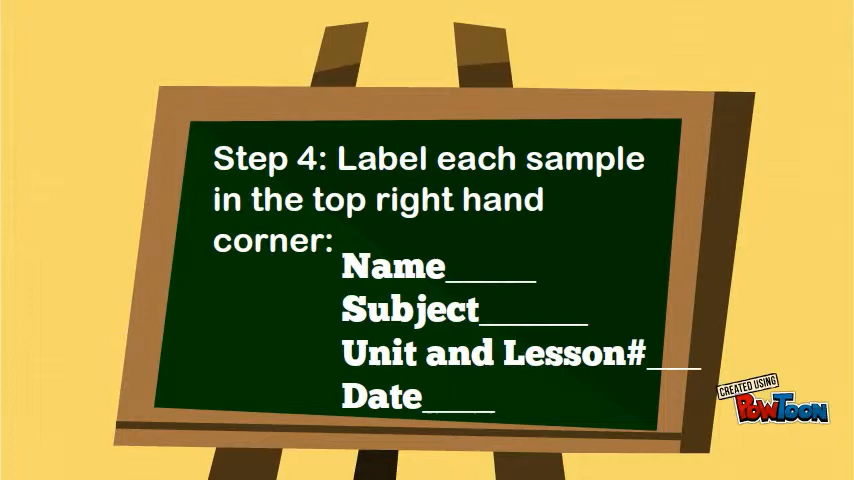 Step 4: Label each sample
in the top right hand
corner:
Name_____
Subject______
Unit and Lesson#___
Date____
CREATED USING
POWTOON